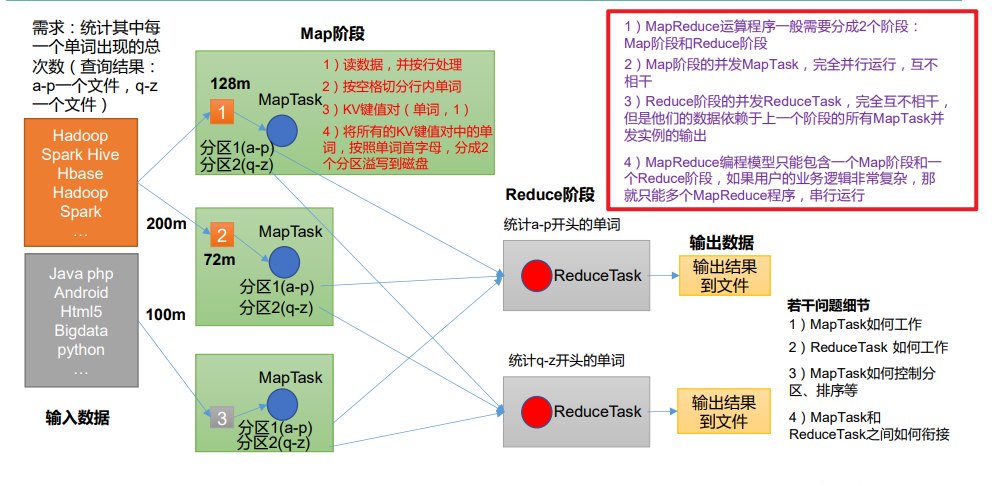 需求：统计其中每
一个单词出现的总
次数（查询结果：
a-p一个文件，q-z
一个文件）
Hadoop
Spark Hive
Hbase
Hadoop
Spark
…
200m
Java php
Android
Html5
Bigdata
python
…
100m
输入数据
Map阶段
128m
1
MapTask
分区1(a-p)
分区2(q-z)
1）读数据，并按行处理
2）按空格切分行内单词
3）KV键值对（单词，1）
4）将所有的KV键值对中的单
词，按照单词首字母，分成2
个分区溢写到磁盘
2
72m
MapTask
分区1(a-p)
分区2(q-z)
3
MapTask
分区1(a-p)
分区2(q-z)
Reduce阶段
统计a-p开头的单词
ReduceTask
统计q-z开头的单词
ReduceTask
输出数据
输出结果
到文件
输出结果
到文件
1）MapReduce运算程序一般需要分成2个阶段：
Map阶段和Reduce阶段
2）Map阶段的并发MapTask，完全并行运行，互不
相干
3）Reduce阶段的并发ReduceTask，完全互不相干，
但是他们的数据依赖于上一个阶段的所有MapTask并
发实例的输出
4）MapReduce编程模型只能包含一个Map阶段和一
个Reduce阶段，如果用户的业务逻辑非常复杂，那
就只能多个MapReduce程序，串行运行
若干问题细节
1）MapTask如何工作
2）ReduceTask 如何工作
3）MapTask如何控制分
区、排序等
4）MapTask和
ReduceTask之间如何衔接